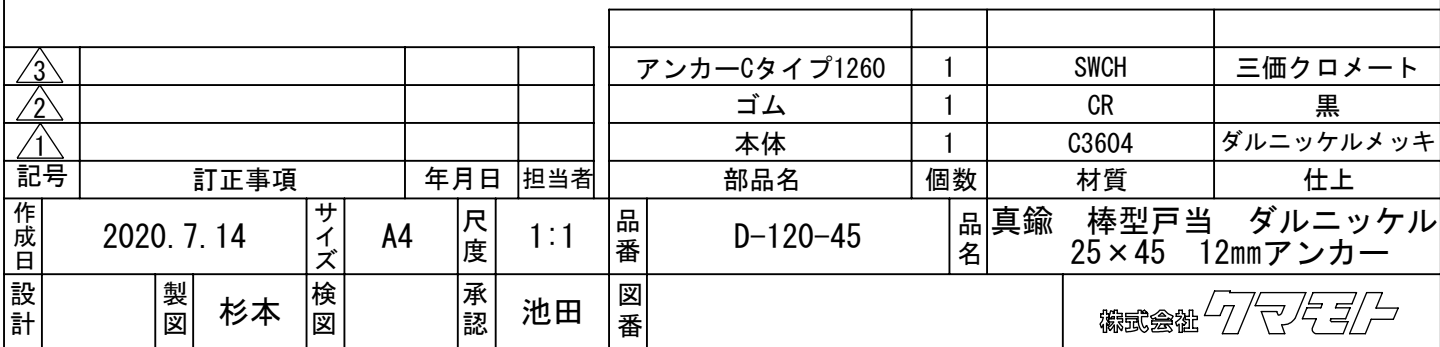 3
アンカーCタイプ1260 1 SWCH 三価クロメート
2
ゴム 1 CR 黒
1
本体 1 C3604 ダルニッケルメッキ
記号 訂正事項 年月日 担当者
部品名 個数 材質 仕上
作成日 2020.7.14 サイズ A4 尺度 1:1 品番 D-120-45 品名 真鍮 棒型戸当 ダルニッケル
25×45 12mmアンカー
設計 製図 杉本 検図 承認 池田 図番
株式会社クマモト